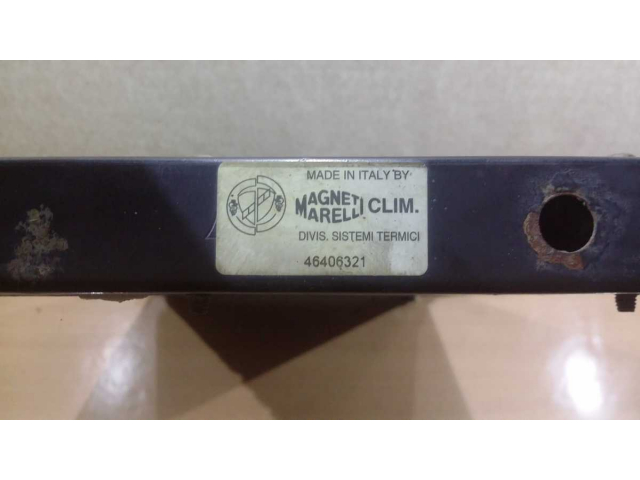 MADE IN ITALY BY
MAGNETI
MARELLI CLIM.
DIVIS. SISTEMI TERMICI
46406321